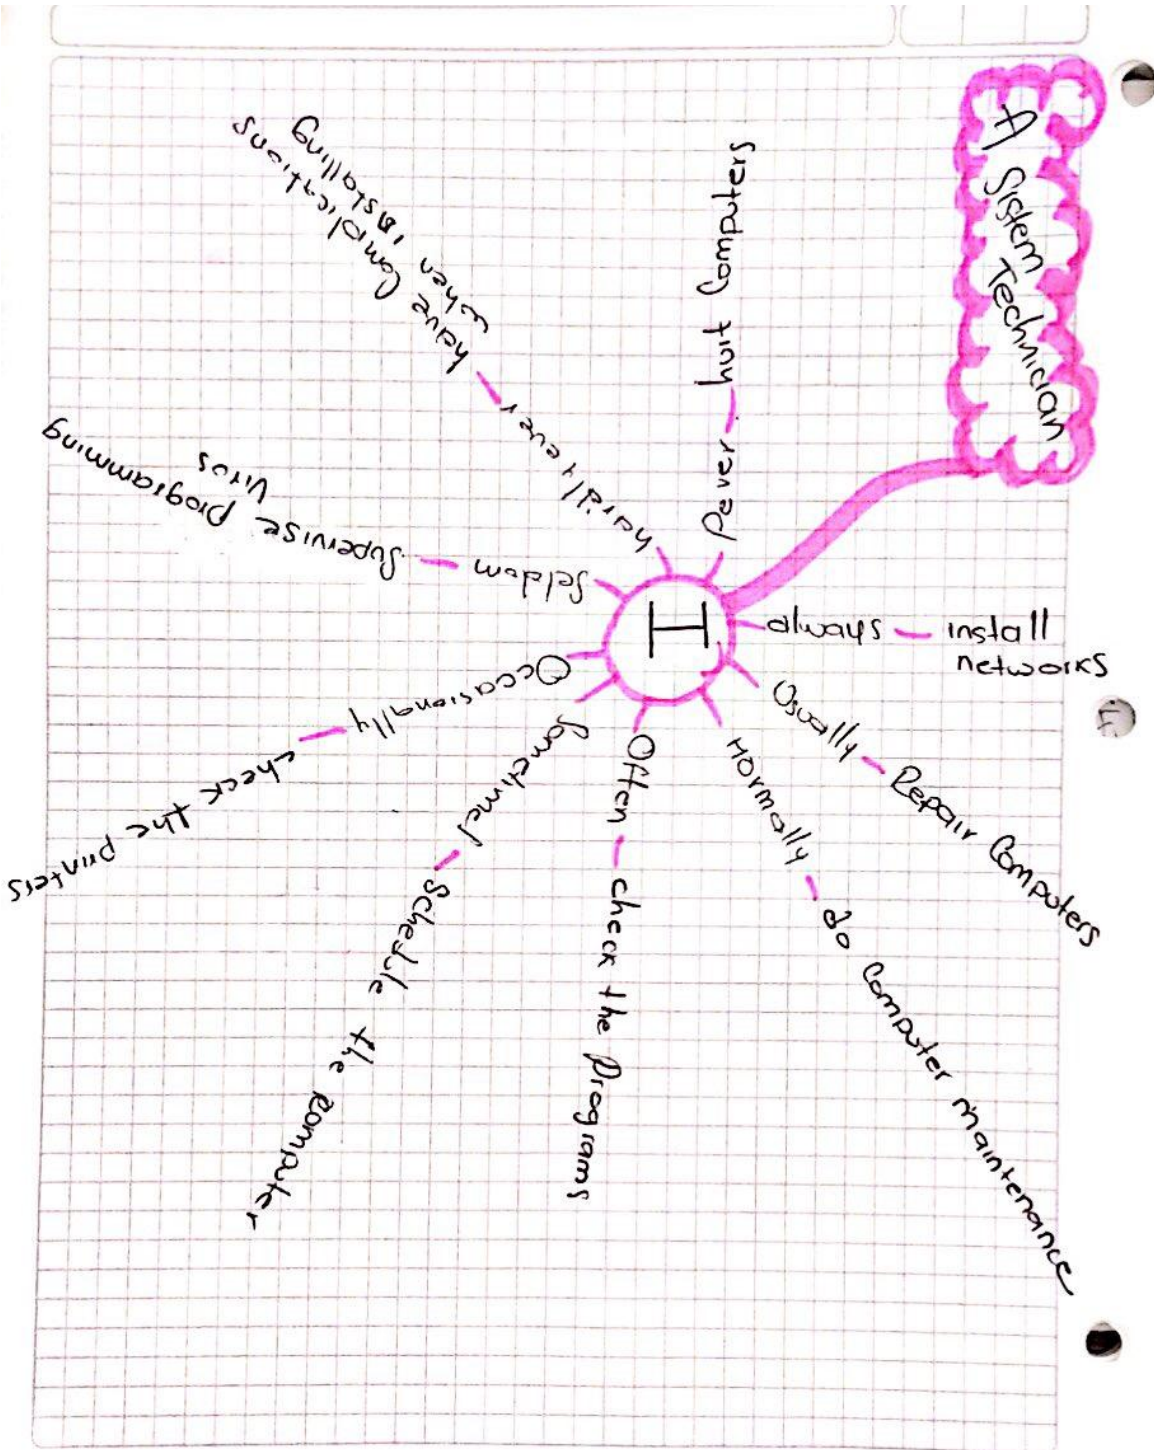 A Sistem Technician
I
always – install
networks
Usually – Repair Computers
Normally – do Computer maintenance
Often – check the Programs
Sometimes – Schedule the computer
Occasionally – check the printers
Seldom – Supervise programming
virus
hardly ever – have Complications
when installing
never – hurt Computers